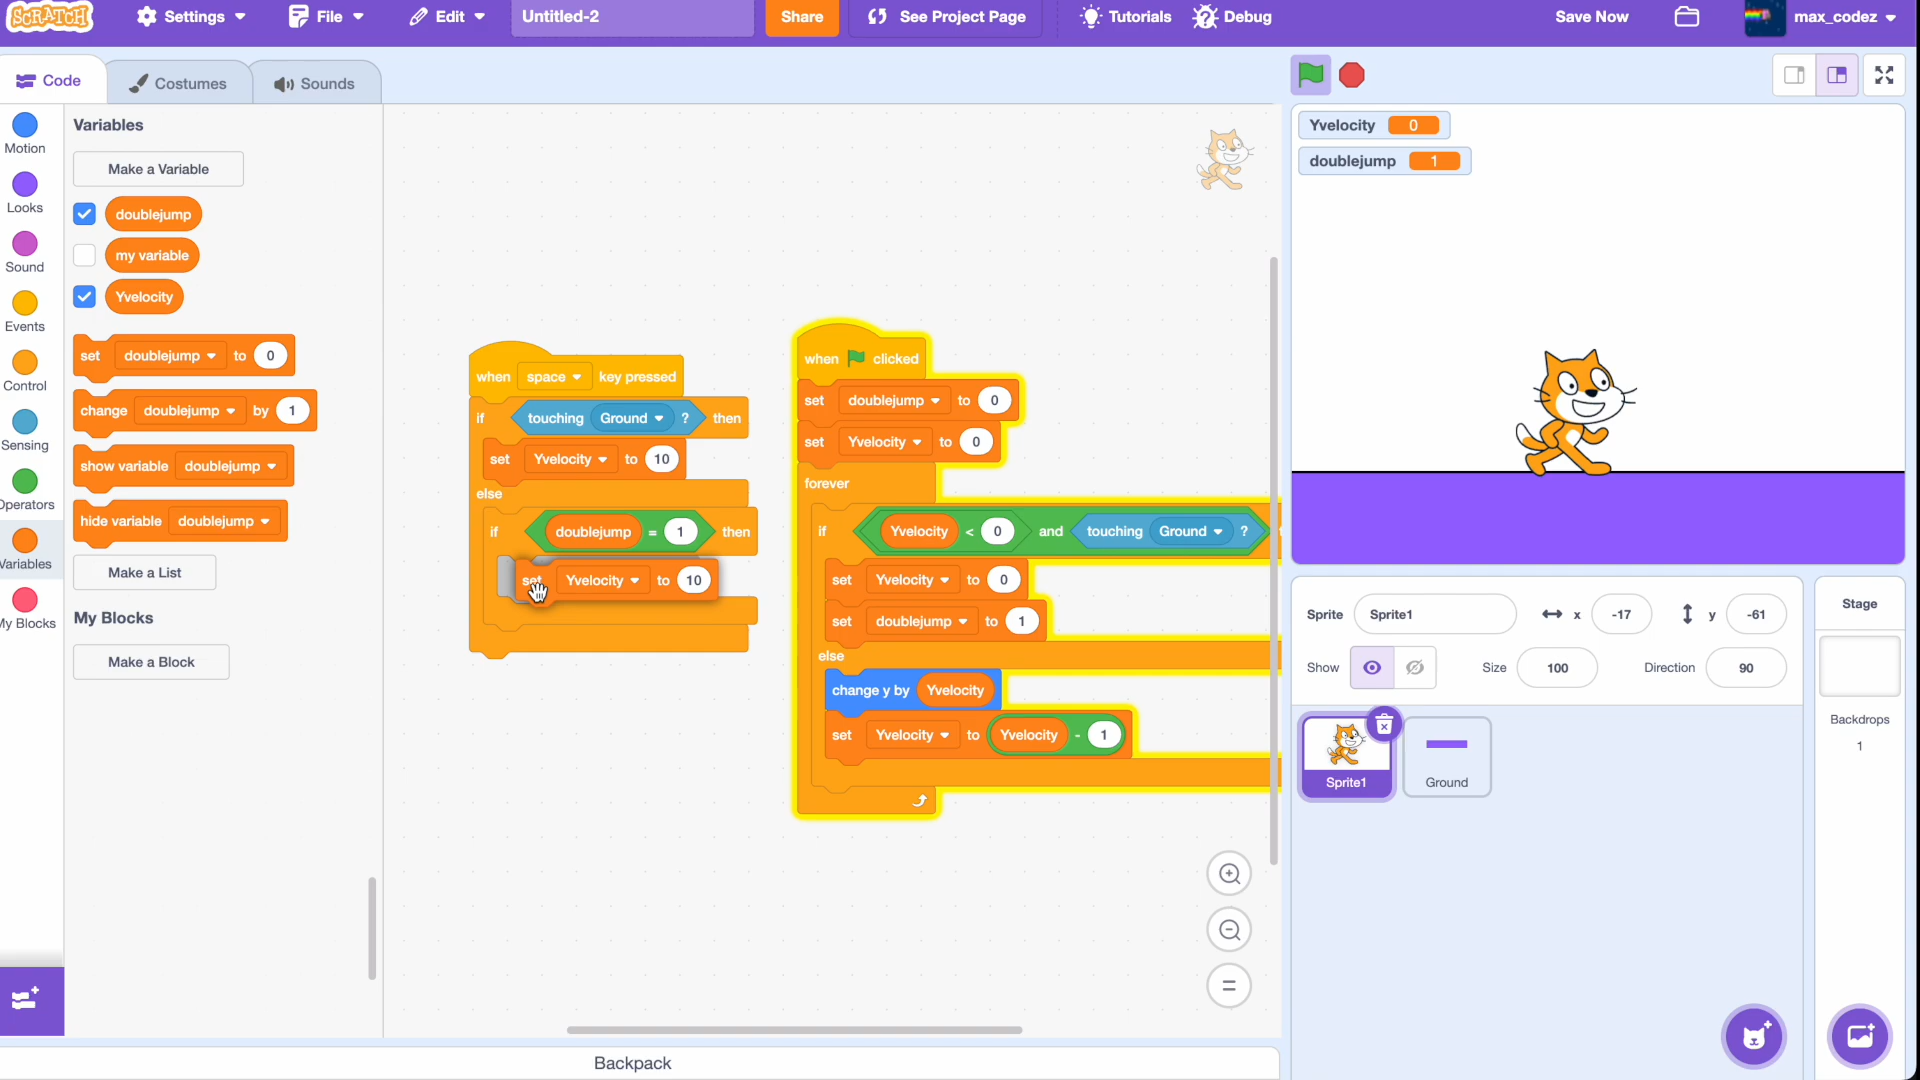 SCRATCH Settings File Edit Untitled-2 Share See Project Page Tutorials Debug Save Now max_codez
Code Costumes Sounds
Motion
Looks
Sound
Events
Control
Sensing
Operators
Variables
My Blocks
Variables
Make a Variable
doublejump
my variable
Yvelocity
set doublejump to 0
change doublejump by 1
show variable doublejump
hide variable doublejump
Make a List
My Blocks
Make a Block
when space key pressed
if touching Ground ? then
set Yvelocity to 10
else
if doublejump = 1 then
set Yvelocity to 10
when clicked
set doublejump to 0
set Yvelocity to 0
forever
if Yvelocity < 0 and touching Ground ?
set Yvelocity to 0
set doublejump to 1
else
change y by Yvelocity
set Yvelocity to Yvelocity - 1
Backpack
Yvelocity 0
doublejump 1
Sprite Sprite1 x -17 y -61
Show Size 100 Direction 90
Sprite1
Ground
Stage
Backdrops
1